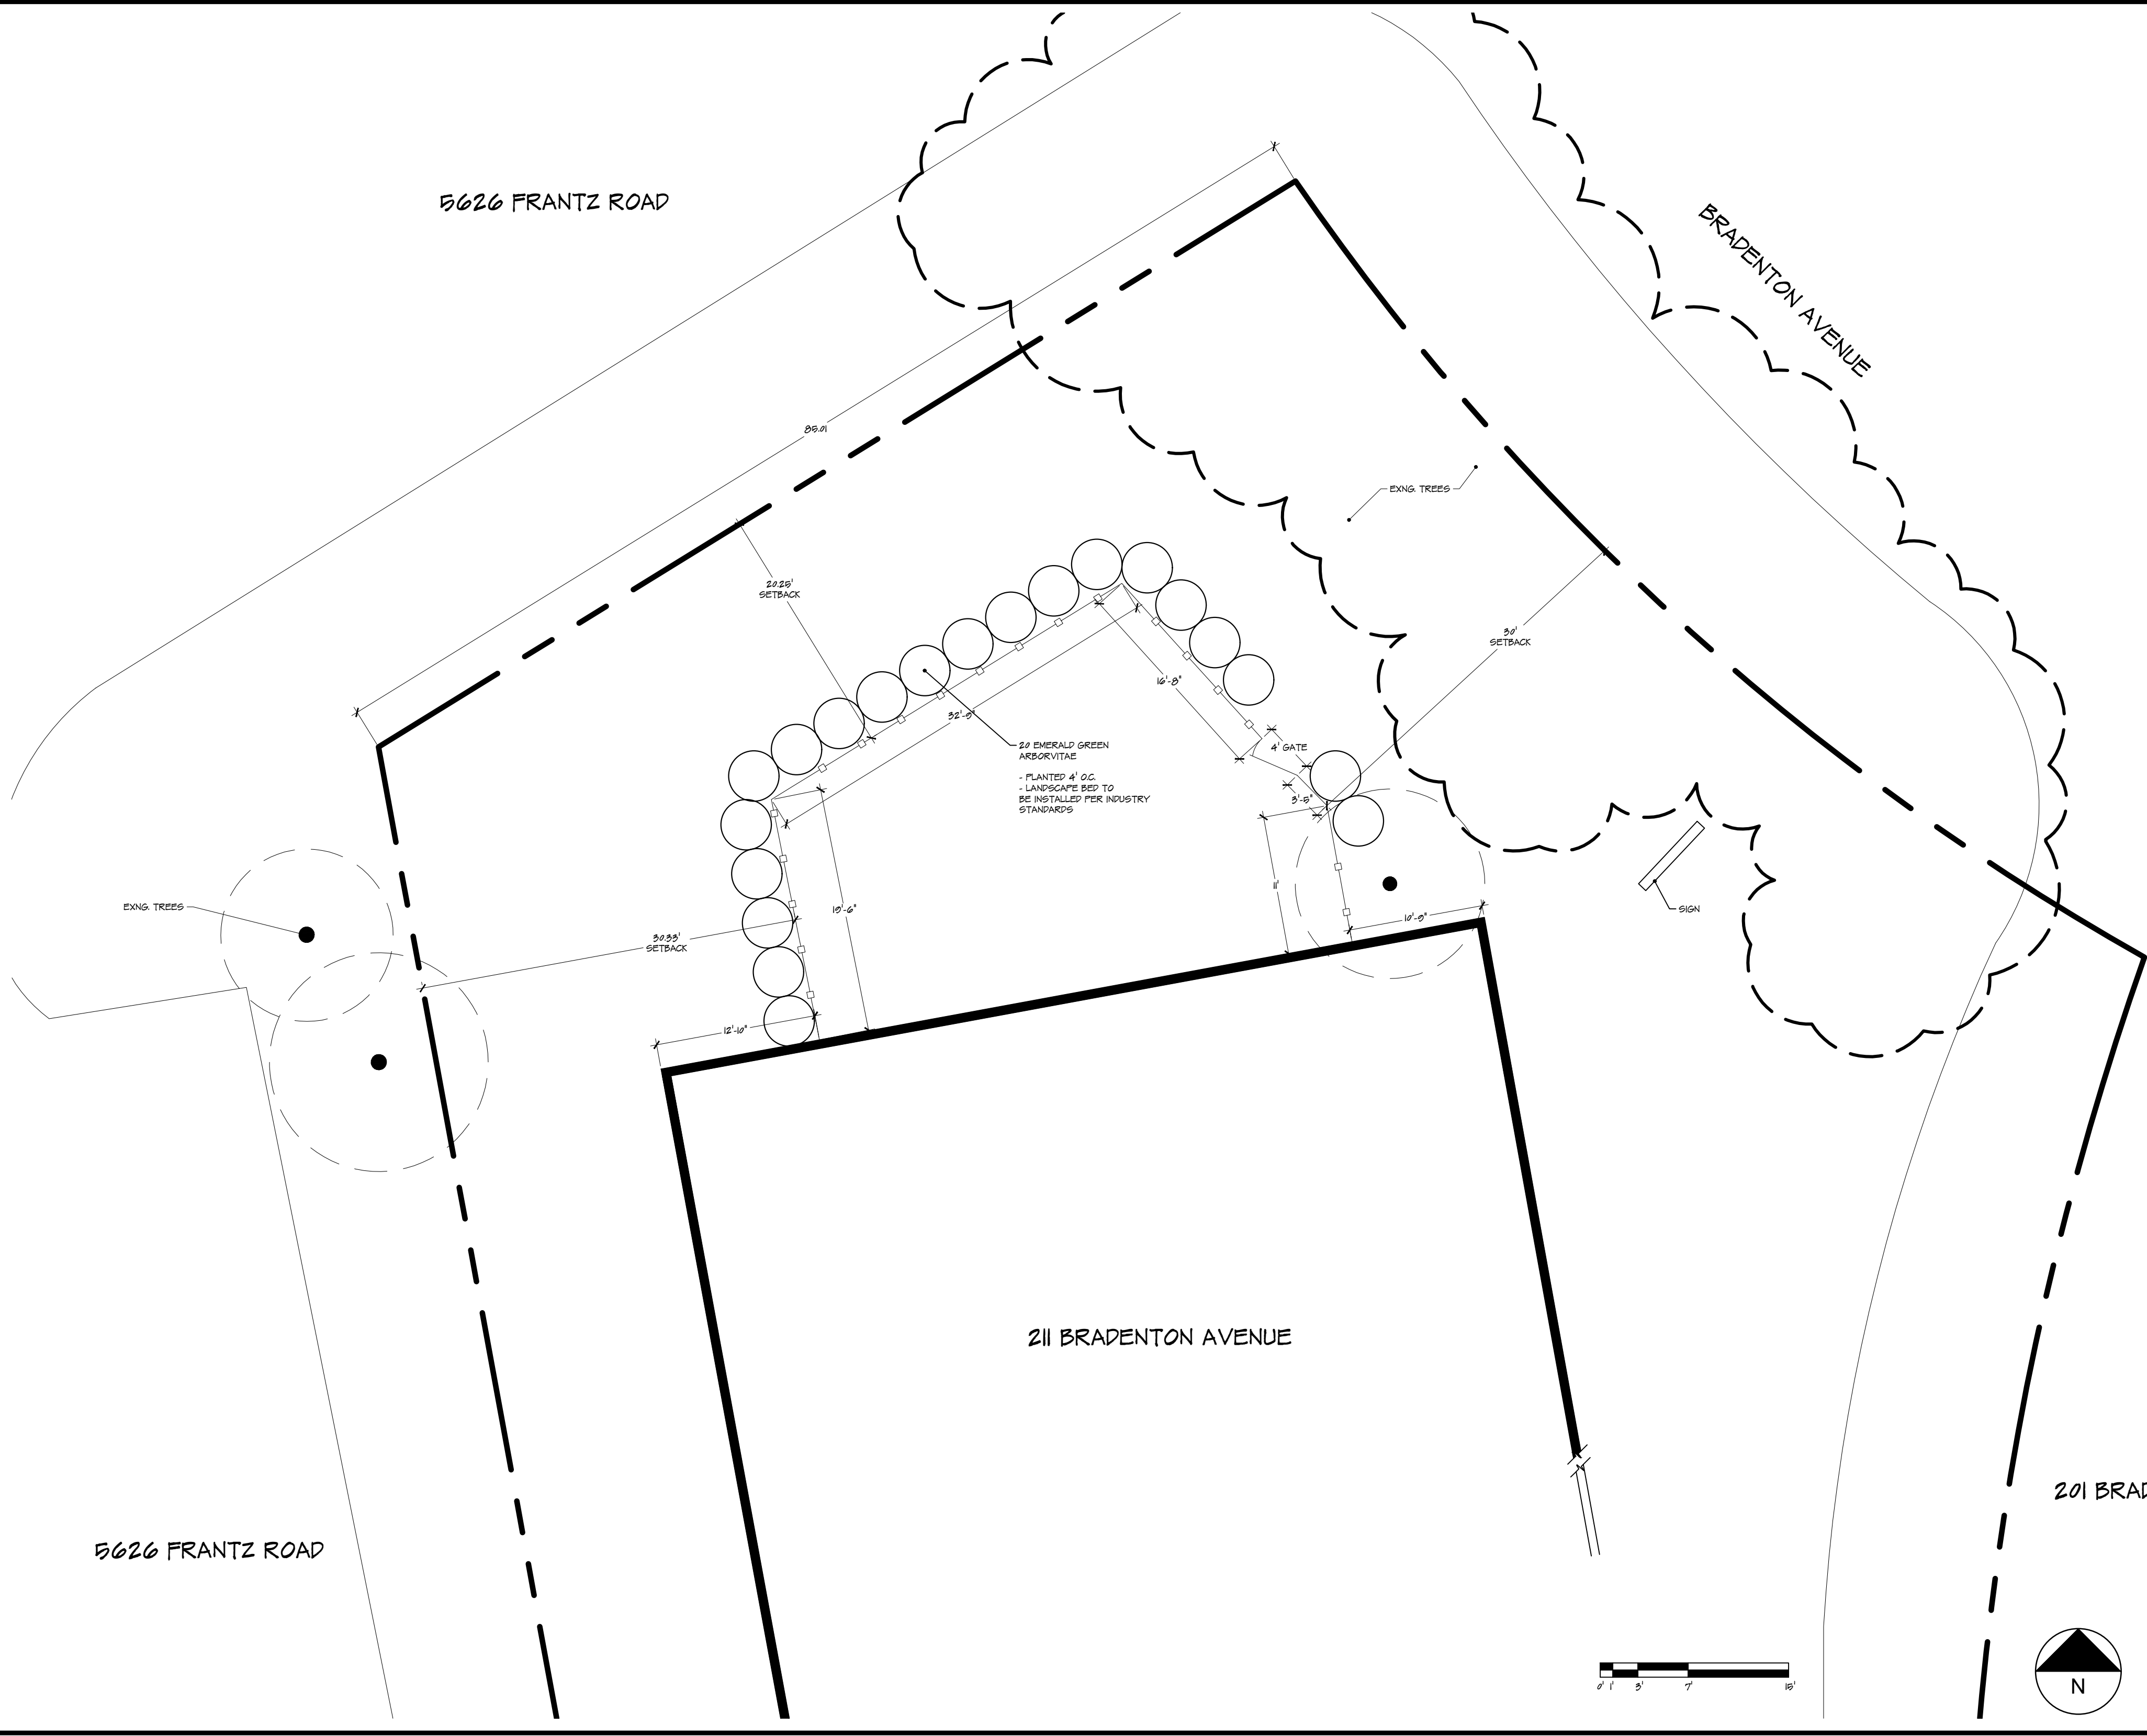 5626 FRANTZ ROAD
BRADENTON AVENUE
85.01
EXNG. TREES
20.25'
SETBACK
30'
SETBACK
16'-8"
32'-9"
20 EMERALD GREEN
ARBORVITAE
- PLANTED 4' O.C.
- LANDSCAPE BED TO
BE INSTALLED PER INDUSTRY
STANDARDS
4' GATE
3'-5"
11'
EXNG. TREES
19'-6"
10'-9"
SIGN
30.33'
SETBACK
12'-10"
211 BRADENTON AVENUE
201 BRAD
5626 FRANTZ ROAD
0' 1' 3' 7' 15'
N